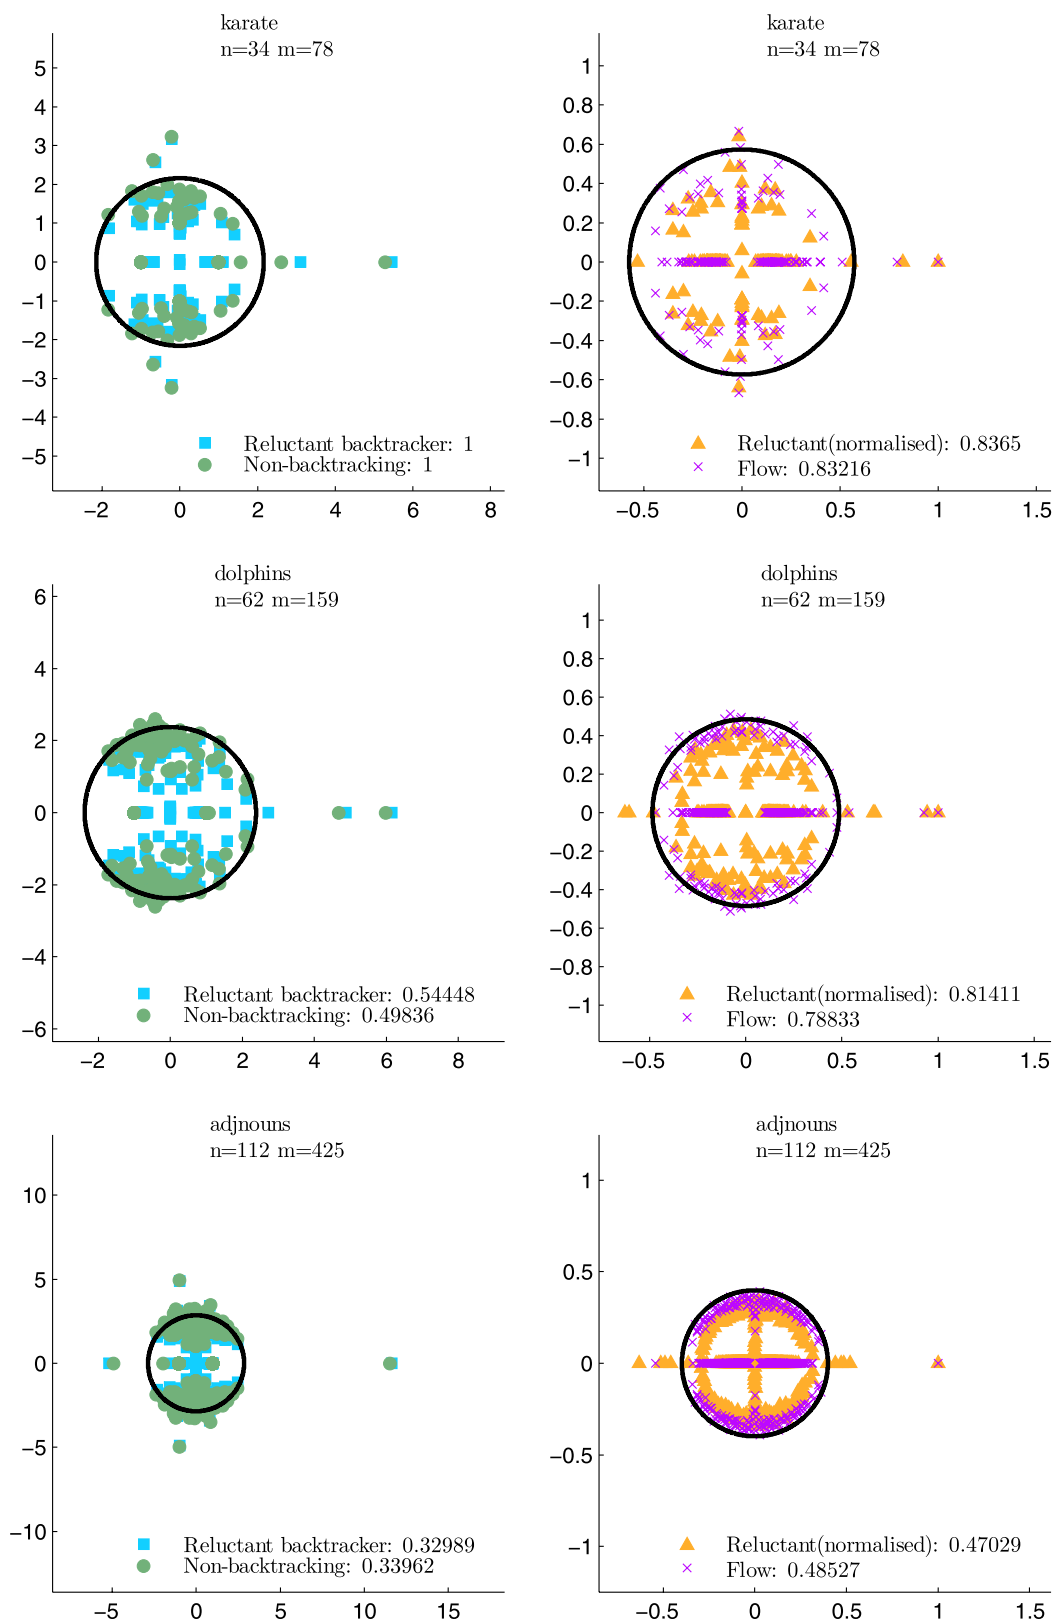 karate
n=34 m=78
5
4
3
2
1
0
−1
−2
−3
−4
−5
−2 0 2 4 6 8
Reluctant backtracker: 1
Non-backtracking: 1
karate
n=34 m=78
1
0.8
0.6
0.4
0.2
0
−0.2
−0.4
−0.6
−0.8
−1
−0.5 0 0.5 1 1.5
Reluctant(normalised): 0.8365
Flow: 0.83216
dolphins
n=62 m=159
6
4
2
0
−2
−4
−6
−2 0 2 4 6 8
Reluctant backtracker: 0.54448
Non-backtracking: 0.49836
dolphins
n=62 m=159
1
0.8
0.6
0.4
0.2
0
−0.2
−0.4
−0.6
−0.8
−1
−0.5 0 0.5 1 1.5
Reluctant(normalised): 0.81411
Flow: 0.78833
adjnouns
n=112 m=425
10
5
0
−5
−10
−5 0 5 10 15
Reluctant backtracker: 0.32989
Non-backtracking: 0.33962
adjnouns
n=112 m=425
1
0.5
0
−0.5
−1
−0.5 0 0.5 1 1.5
Reluctant(normalised): 0.47029
Flow: 0.48527